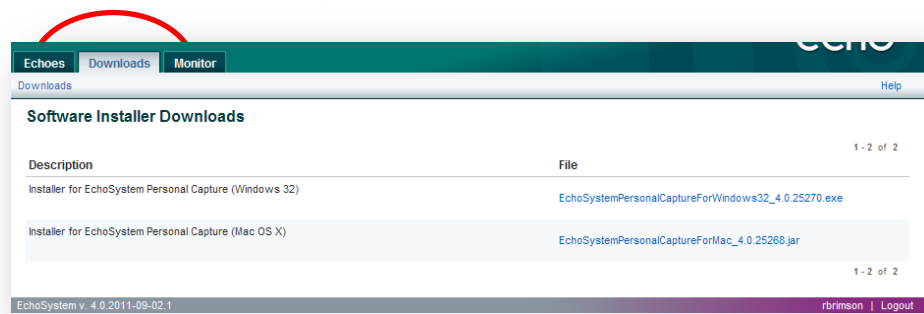 echo
Echoes Downloads Monitor
Downloads Help
Software Installer Downloads
1 - 2 of 2
Description File
Installer for EchoSystem Personal Capture (Windows 32) EchoSystemPersonalCaptureForWindows32_4.0.25270.exe
Installer for EchoSystem Personal Capture (Mac OS X) EchoSystemPersonalCaptureForMac_4.0.25268.jar
1 - 2 of 2
EchoSystem v. 4.0.2011-09-02.1 rbrimson | Logout